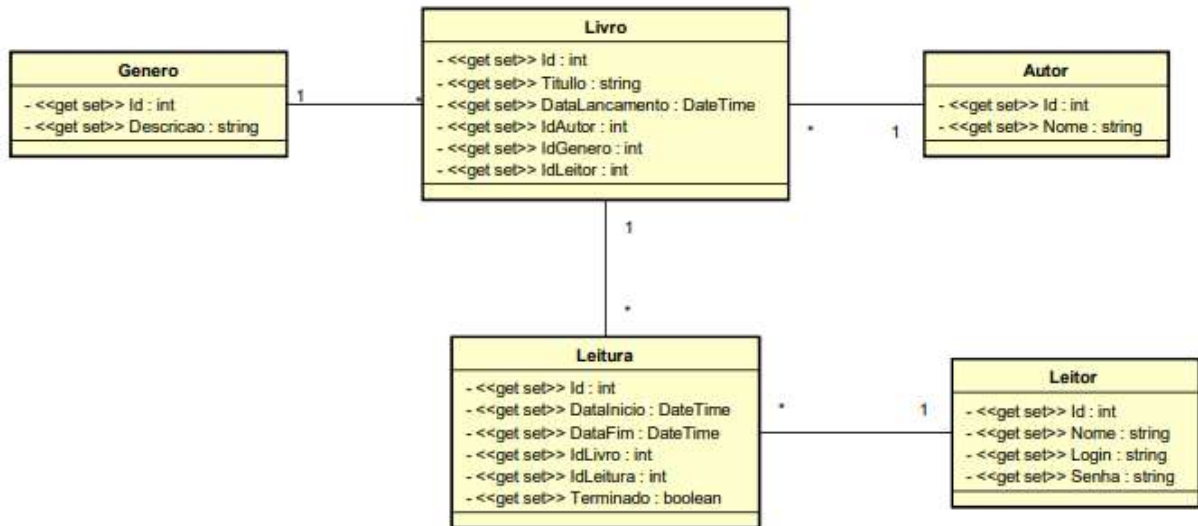 Livro
- <<get set>> Id : int
- <<get set>> Titullo : string
- <<get set>> DataLancamento : DateTime
- <<get set>> IdAutor : int
- <<get set>> IdGenero : int
- <<get set>> IdLeitor : int
Genero
- <<get set>> Id : int
- <<get set>> Descricao : string
1
*
Autor
- <<get set>> Id : int
- <<get set>> Nome : string
*
1
1
*
Leitura
- <<get set>> Id : int
- <<get set>> DataInicio : DateTime
- <<get set>> DataFim : DateTime
- <<get set>> IdLivro : int
- <<get set>> IdLeitura : int
- <<get set>> Terminado : boolean
*
1
Leitor
- <<get set>> Id : int
- <<get set>> Nome : string
- <<get set>> Login : string
- <<get set>> Senha : string